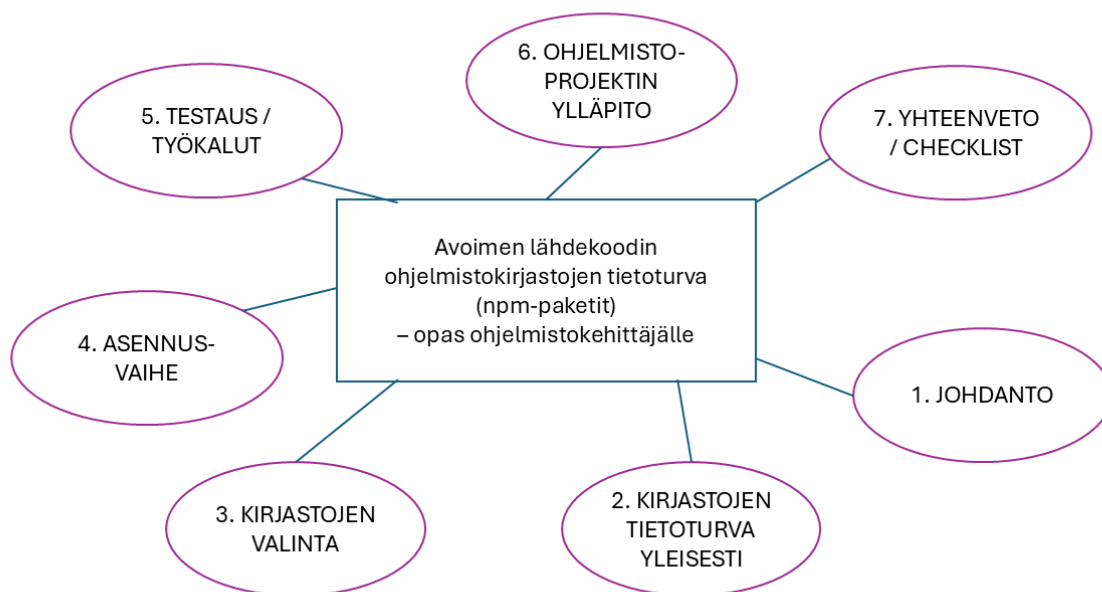 6. OHJELMISTO-
PROJEKTIN
YLLÄPITO
5. TESTAUS /
TYÖKALUT
7. YHTEENVETO
/ CHECKLIST
Avoimen lähdekoodin
ohjelmistokirjastojen tietoturva
(npm-paketit)
– opas ohjelmistokehittäjälle
4. ASENNUS-
VAIHE
1. JOHDANTO
3. KIRJASTOJEN
VALINTA
2. KIRJASTOJEN
TIETOTURVA
YLEISESTI